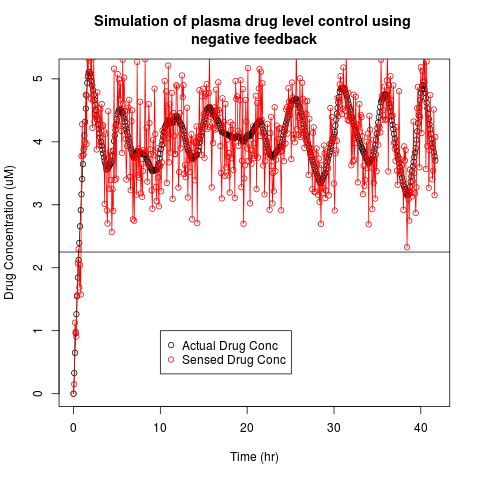 Simulation of plasma drug level control using
negative feedback
Drug Concentration (uM)
5
4
3
2
1
0
Actual Drug Conc
Sensed Drug Conc
0 10 20 30 40
Time (hr)